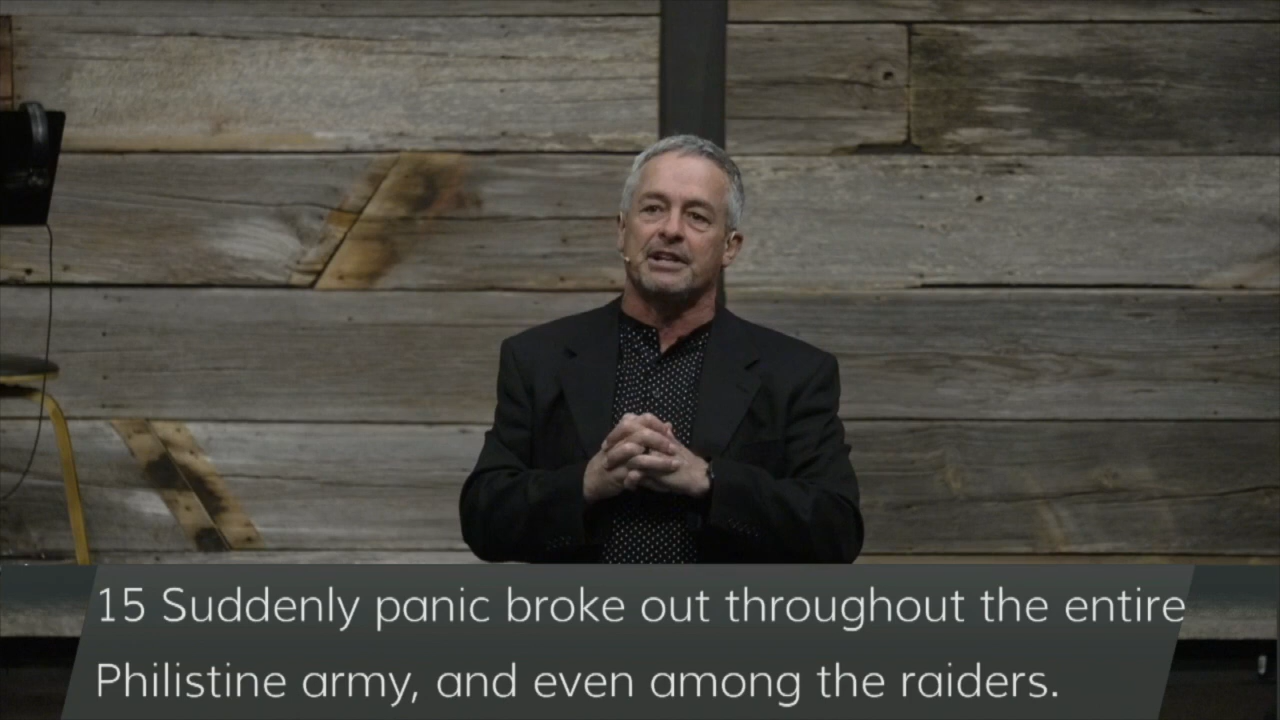 15 Suddenly panic broke out throughout the entire
Philistine army, and even among the raiders.